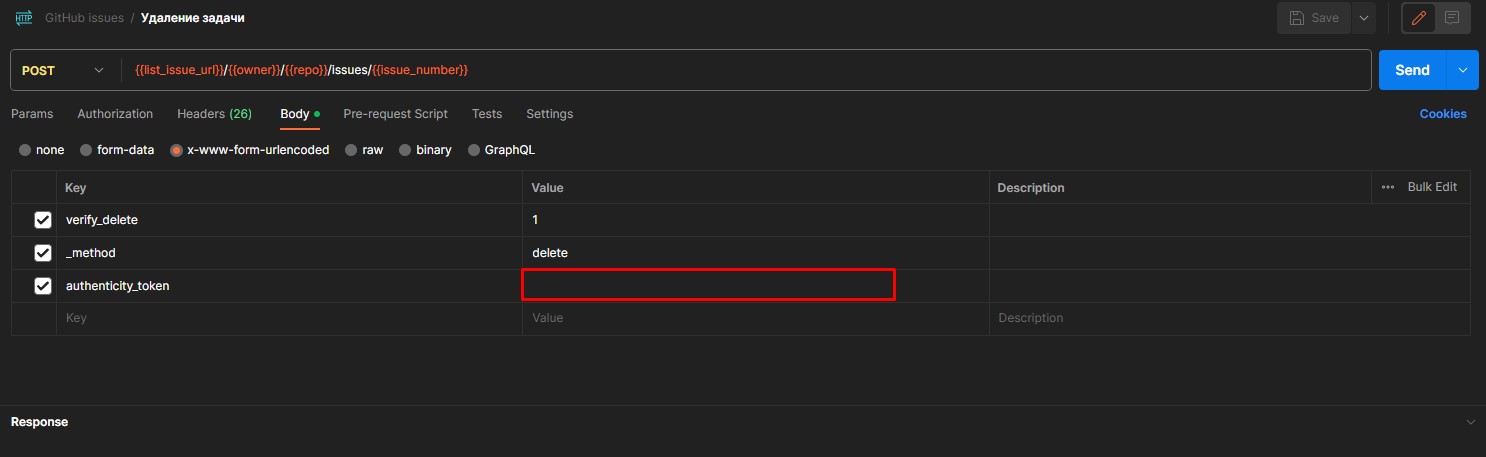 HTTP GitHub issues / Удаление задачи Save
POST {{list_issue_url}}/{{owner}}/{{repo}}/issues/{{issue_number}} Send
Params Authorization Headers (26) Body Pre-request Script Tests Settings Cookies
none form-data x-www-form-urlencoded raw binary GraphQL
Key Value Description ••• Bulk Edit
verify_delete 1
_method delete
authenticity_token
Key Value Description
Response